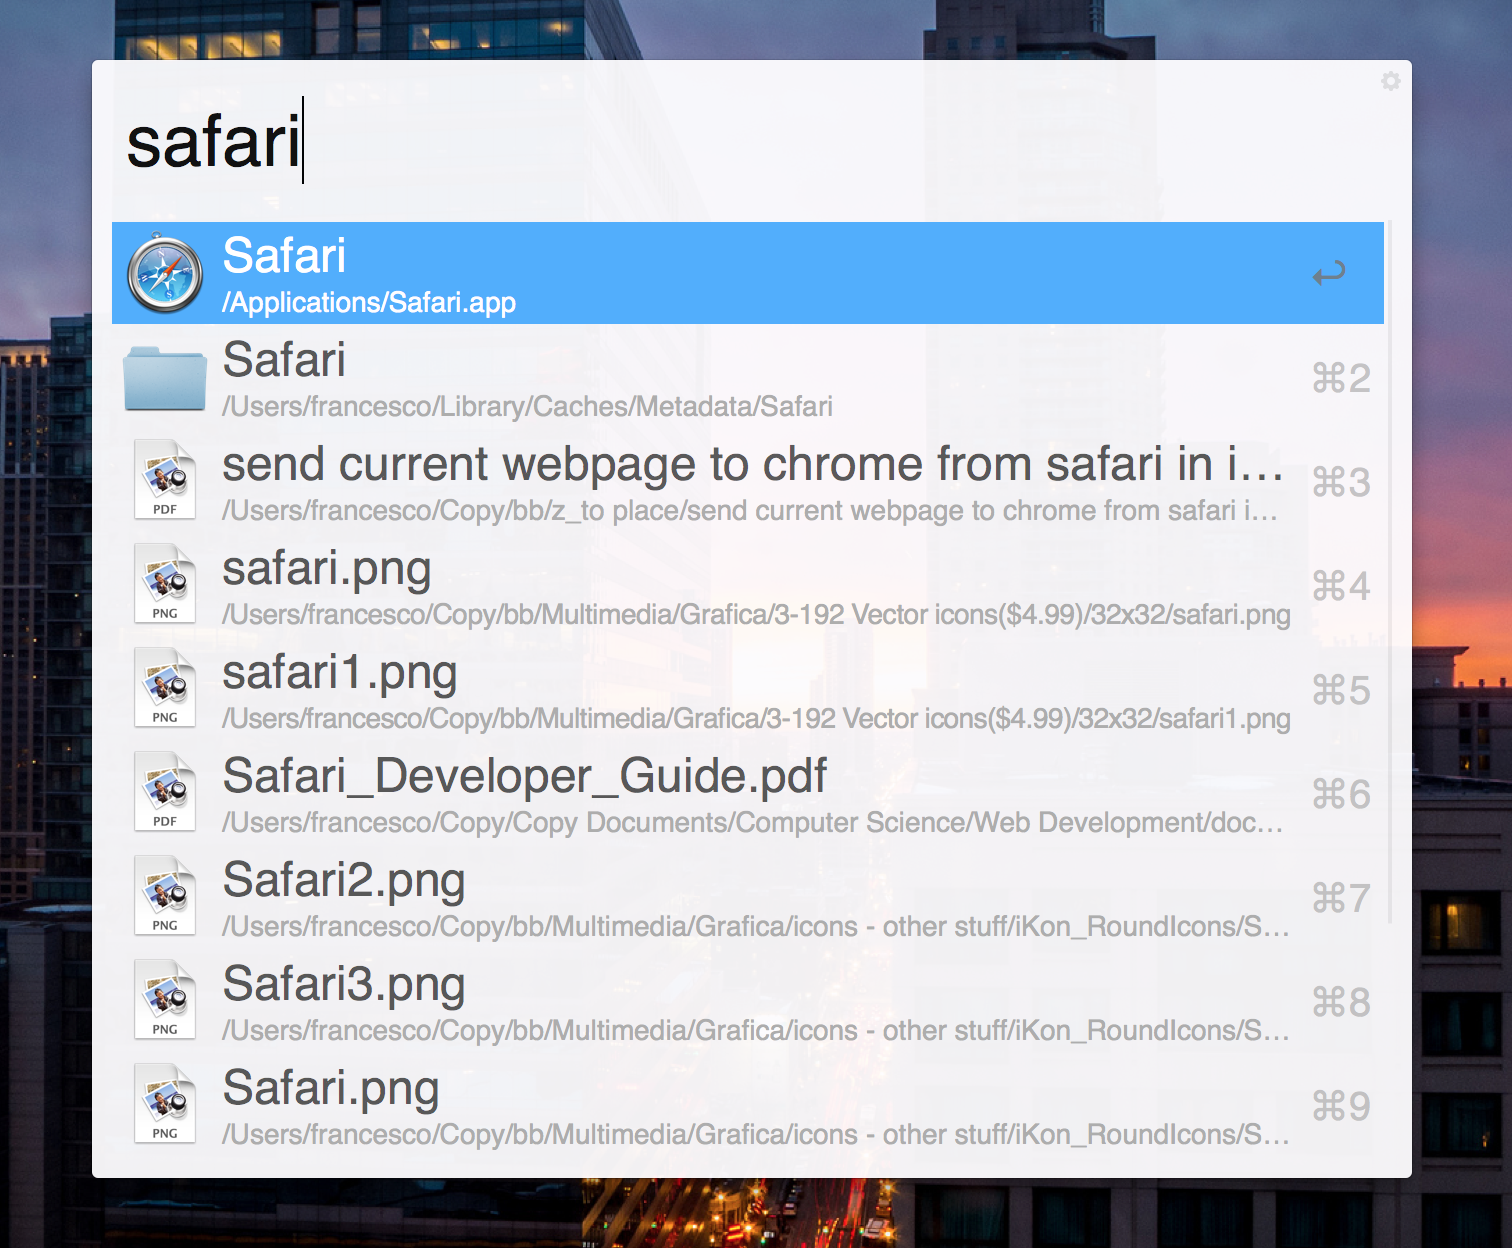 safari
Safari
/Applications/Safari.app
Safari
⌘2
/Users/francesco/Library/Caches/Metadata/Safari
send current webpage to chrome from safari in i…
⌘3
PDF
/Users/francesco/Copy/bb/z_to place/send current webpage to chrome from safari i…
safari.png
⌘4
PNG
/Users/francesco/Copy/bb/Multimedia/Grafica/3-192 Vector icons($4.99)/32x32/safari.png
safari1.png
⌘5
PNG
/Users/francesco/Copy/bb/Multimedia/Grafica/3-192 Vector icons($4.99)/32x32/safari1.png
Safari_Developer_Guide.pdf
⌘6
PDF
/Users/francesco/Copy/Copy Documents/Computer Science/Web Development/doc…
Safari2.png
⌘7
PNG
/Users/francesco/Copy/bb/Multimedia/Grafica/icons - other stuff/iKon_RoundIcons/S…
Safari3.png
⌘8
PNG
/Users/francesco/Copy/bb/Multimedia/Grafica/icons - other stuff/iKon_RoundIcons/S…
Safari.png
⌘9
PNG
/Users/francesco/Copy/bb/Multimedia/Grafica/icons - other stuff/iKon_RoundIcons/S…